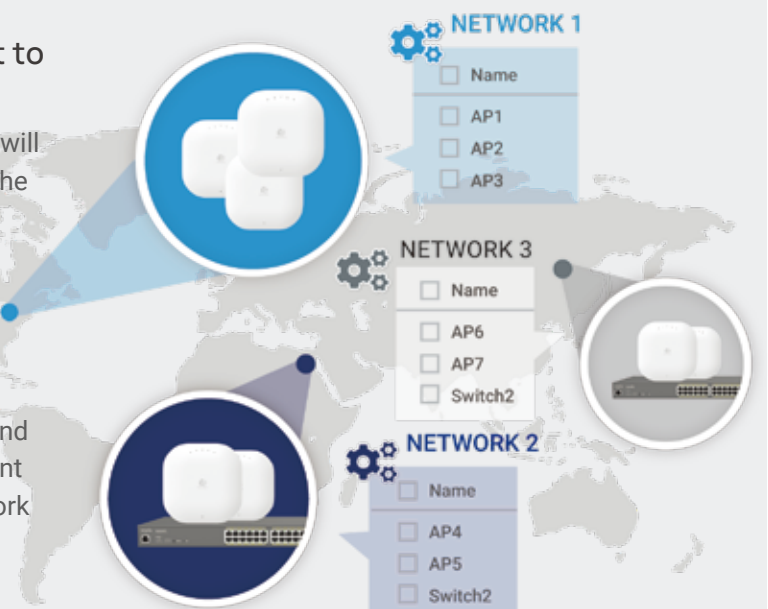 t to
will
he
nd
nt
ork
NETWORK 1
Name
AP1
AP2
AP3
NETWORK 3
Name
AP6
AP7
Switch2
NETWORK 2
Name
AP4
AP5
Switch2